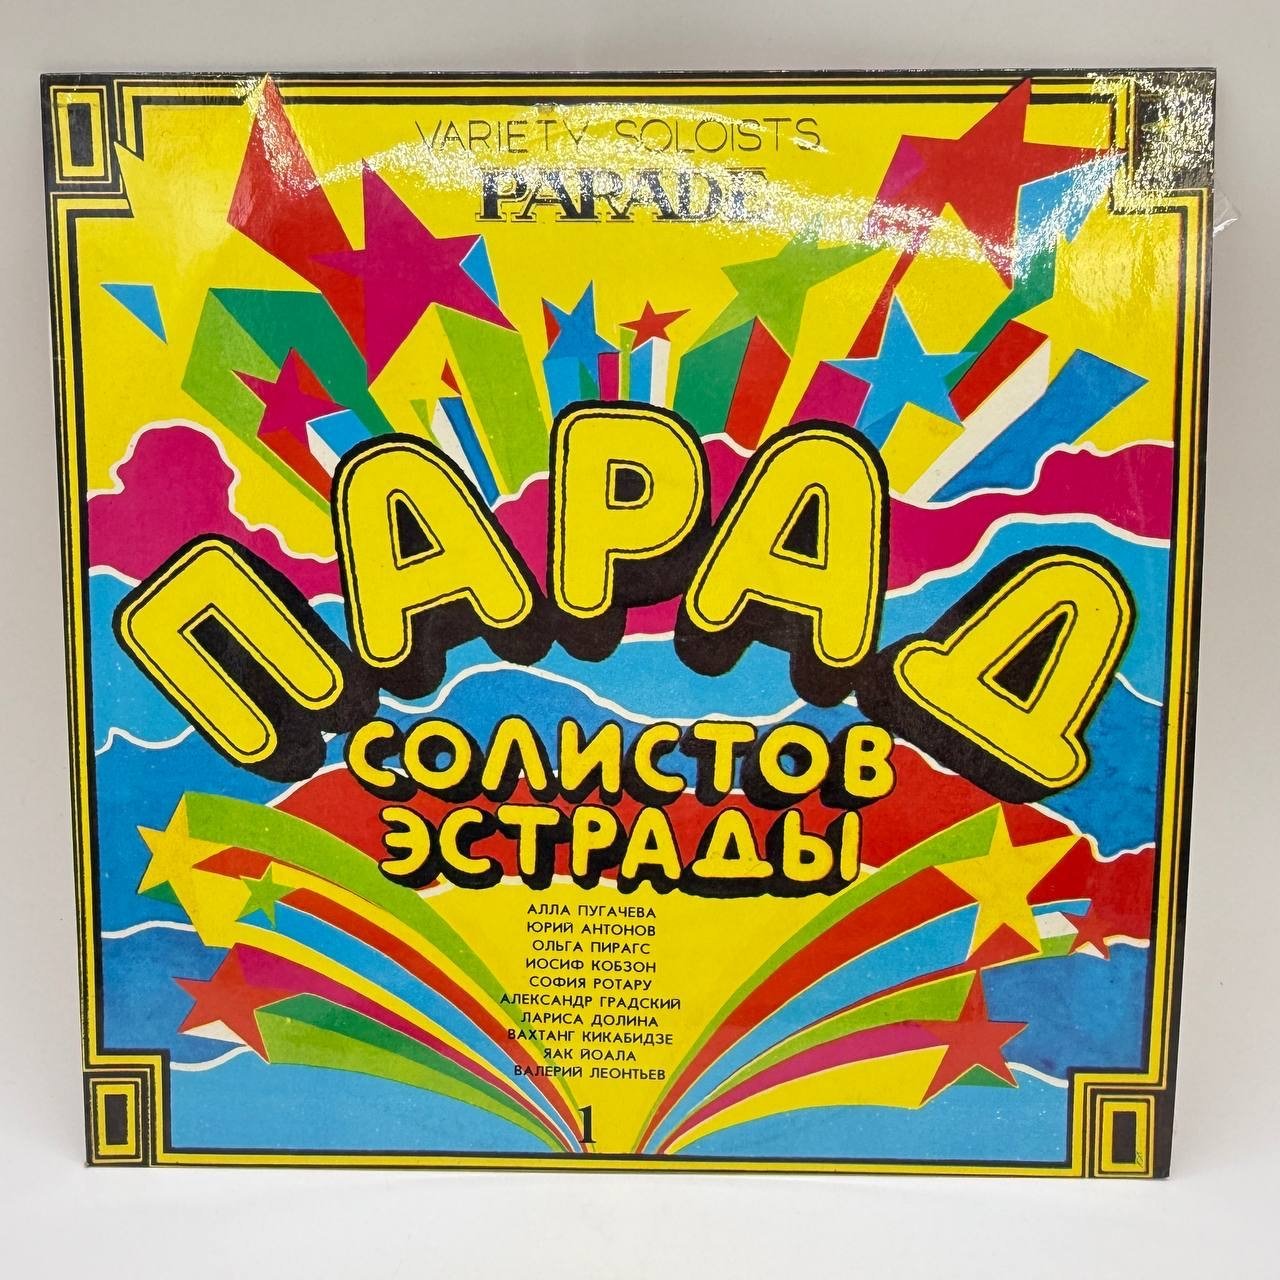 VARIETY SOLOISTS
PARADE
ПАРАД
СОЛИСТОВ
ЭСТРАДЫ
АЛЛА ПУГАЧЕВА
ЮРИЙ АНТОНОВ
ОЛЬГА ПИРАГС
ИОСИФ КОБЗОН
СОФИЯ РОТАРУ
АЛЕКСАНДР ГРАДСКИЙ
ЛАРИСА ДОЛИНА
ВАХТАНГ КИКАБИДЗЕ
ЯАК ЙОАЛА
ВАЛЕРИЙ ЛЕОНТЬЕВ
1